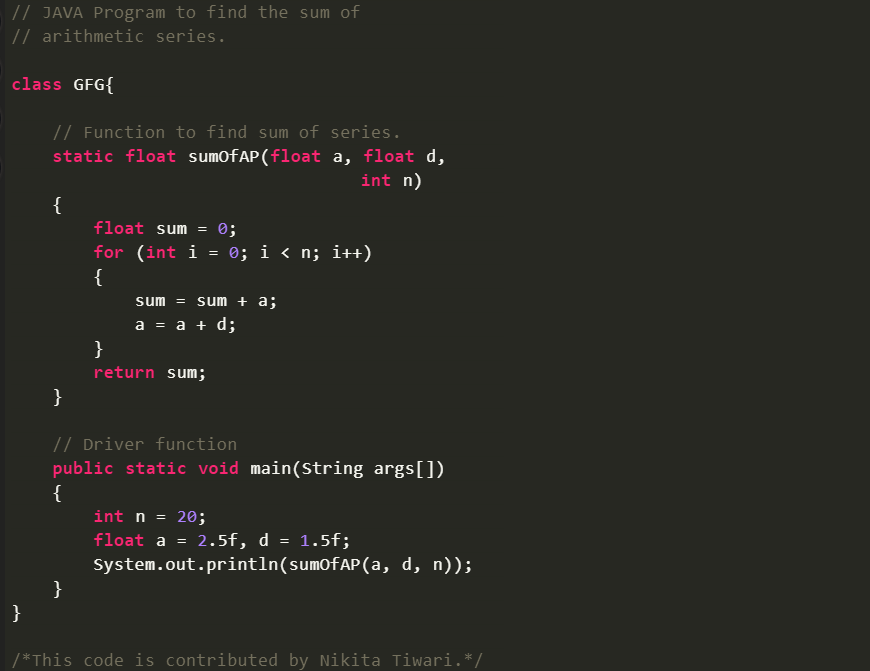 // JAVA Program to find the sum of
// arithmetic series.
class GFG{
// Function to find sum of series.
static float sumOfAP(float a, float d,
int n)
{
float sum = 0;
for (int i = 0; i < n; i++)
{
sum = sum + a;
a = a + d;
}
return sum;
}
// Driver function
public static void main(String args[])
{
int n = 20;
float a = 2.5f, d = 1.5f;
System.out.println(sumOfAP(a, d, n));
}
}
/*This code is contributed by Nikita Tiwari.*/